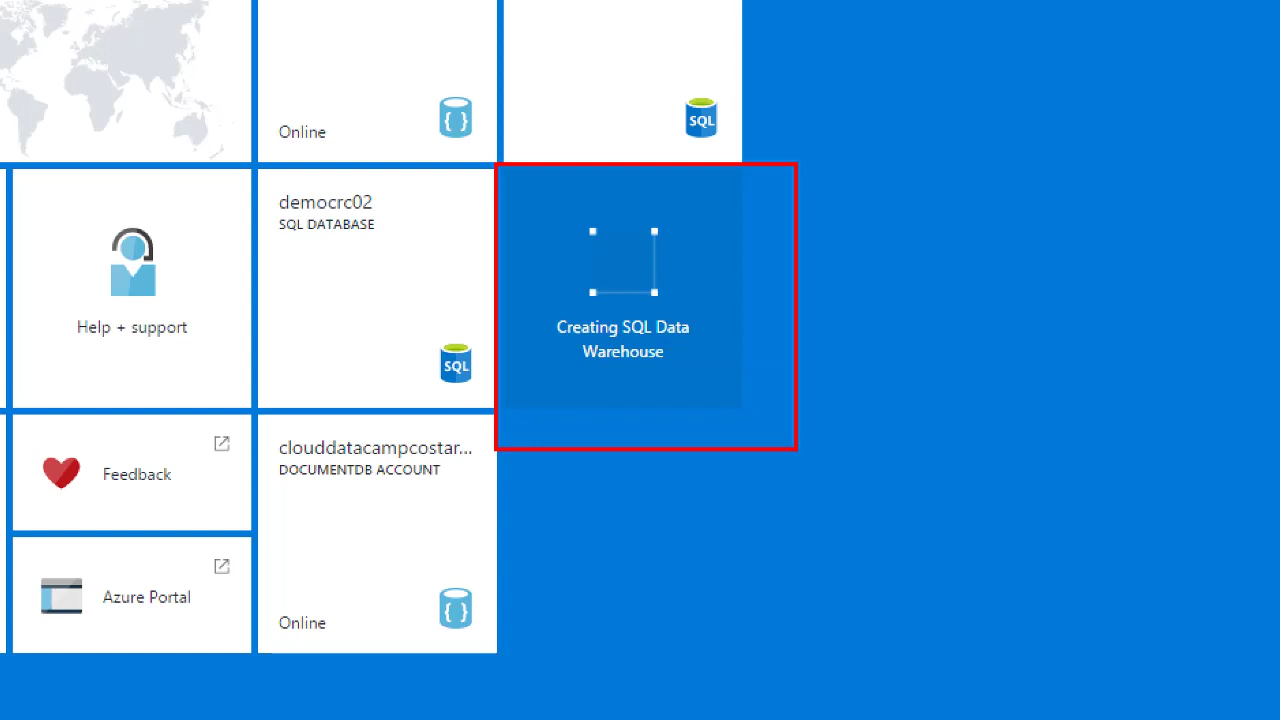 Online
SQL
democrc02
SQL DATABASE
SQL
Help + support
Creating SQL Data
Warehouse
Feedback
clouddatacampcostar...
DOCUMENTDB ACCOUNT
Azure Portal
Online